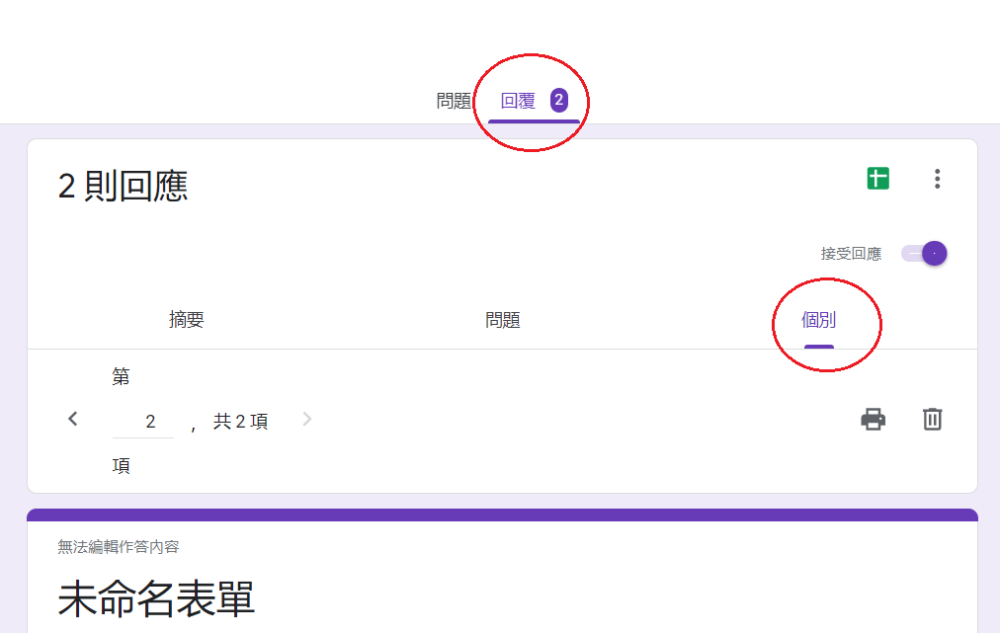 問題 回覆 2
2 則回應
接受回應
摘要 問題 個別
第
2 , 共 2 項
項
無法編輯作答內容
未命名表單